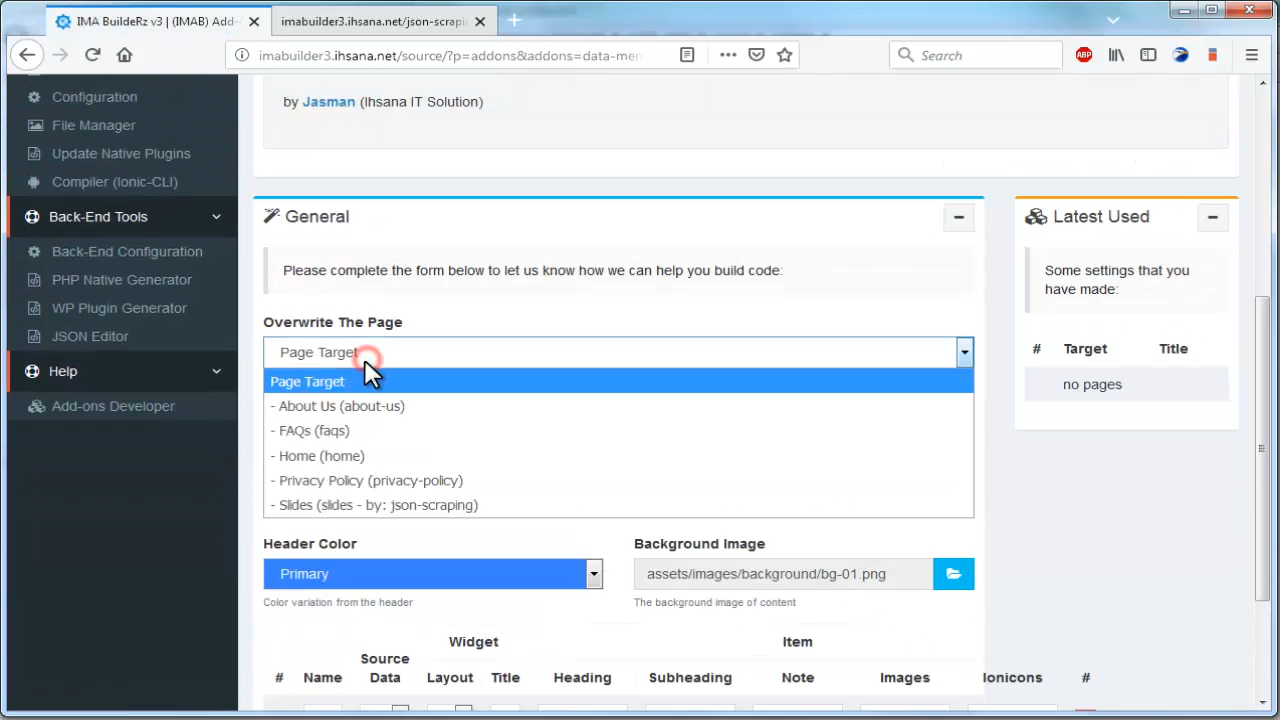 IMA BuildeRz v3 | (IMAB) Add-
imabuilder3.ihsana.net/json-scrapi
imabuilder3.ihsana.net/source/?p=addons&addons=data-men
Search
ABP
Configuration
File Manager
Update Native Plugins
Compiler (Ionic-CLI)
Back-End Tools
Back-End Configuration
PHP Native Generator
WP Plugin Generator
JSON Editor
Help
Add-ons Developer
by Jasman (Ihsana IT Solution)
General
Please complete the form below to let us know how we can help you build code:
Overwrite The Page
Page Target
Page Target
- About Us (about-us)
- FAQs (faqs)
- Home (home)
- Privacy Policy (privacy-policy)
- Slides (slides - by: json-scraping)
Header Color
Primary
Color variation from the header
Background Image
assets/images/background/bg-01.png
The background image of content
Widget Item
# Name Source Data Layout Title Heading Subheading Note Images Ionicons #
Latest Used
Some settings that you
have made:
# Target Title
no pages